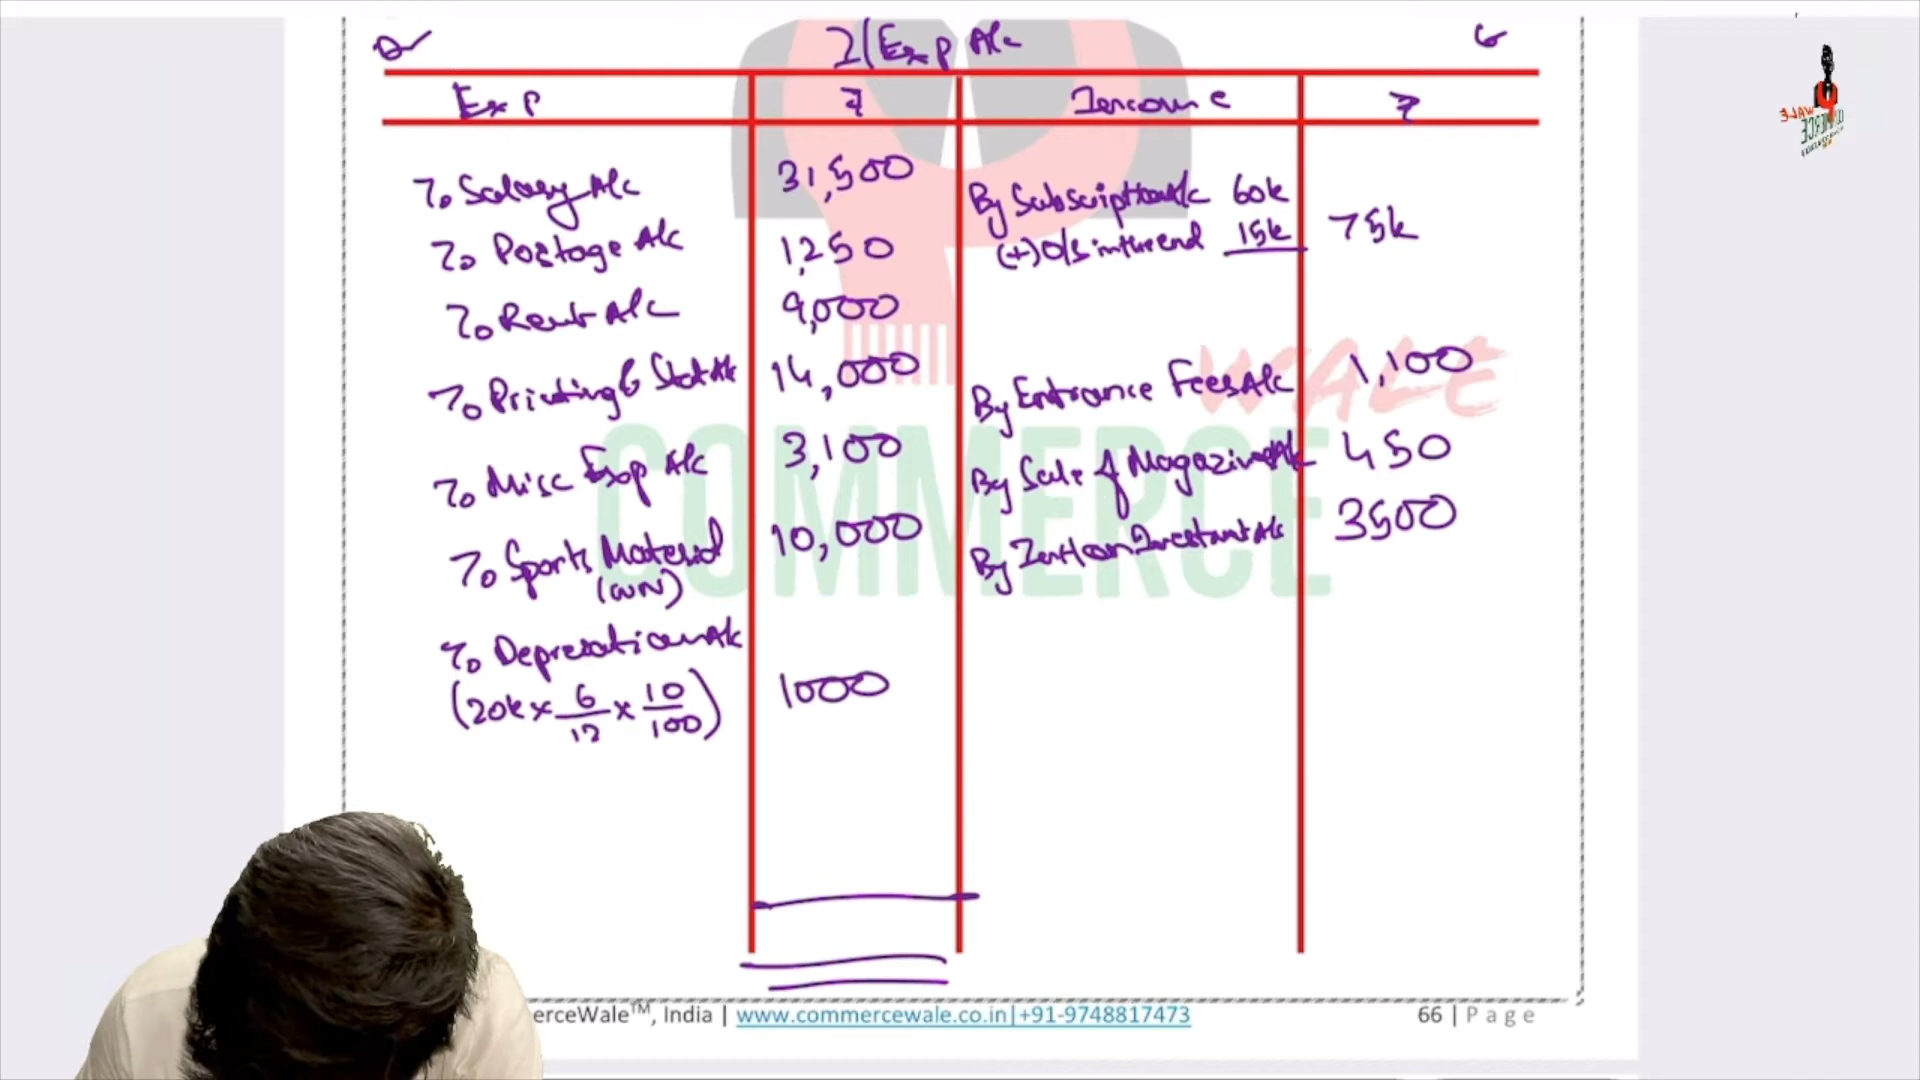 Dr
I/Exp A/c
Cr
Exp
₹
Income
₹
To Salary A/c
31,500
To Postage A/c
1,250
To Rent A/c
9,000
To Printing & Stat A/c
14,000
To Misc Exp A/c
3,100
To Sports Material
10,000
(WN)
To Depreciation A/c
(20k × 6/12 × 10/100)
1000
By Subscription A/c 60k
(+) O/s in the end 15k
75k
By Entrance Fees A/c
1,100
By Sale of Magazine A/c
450
By Int on Investment A/c
3500
WALE
COMMERCE
erceWale™, India | www.commercewale.co.in|+91-9748817473
66 | Page